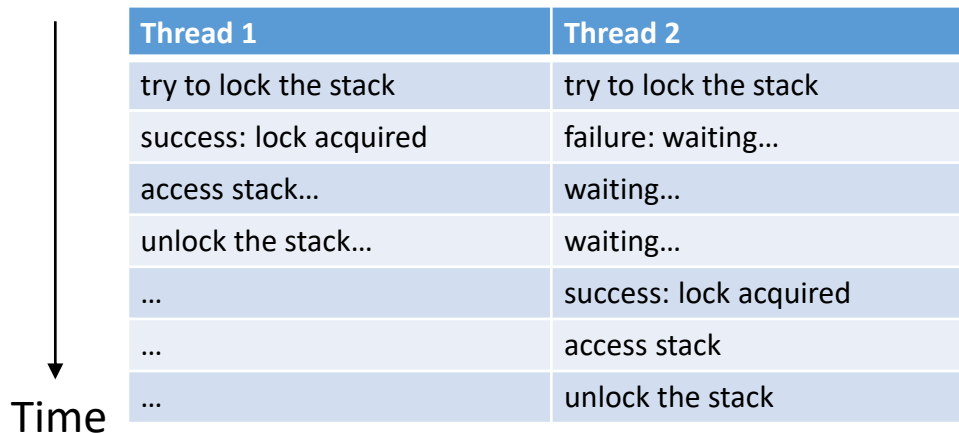 Thread 1 Thread 2
try to lock the stack try to lock the stack
success: lock acquired failure: waiting…
access stack… waiting…
unlock the stack… waiting…
… success: lock acquired
… access stack
… unlock the stack
Time